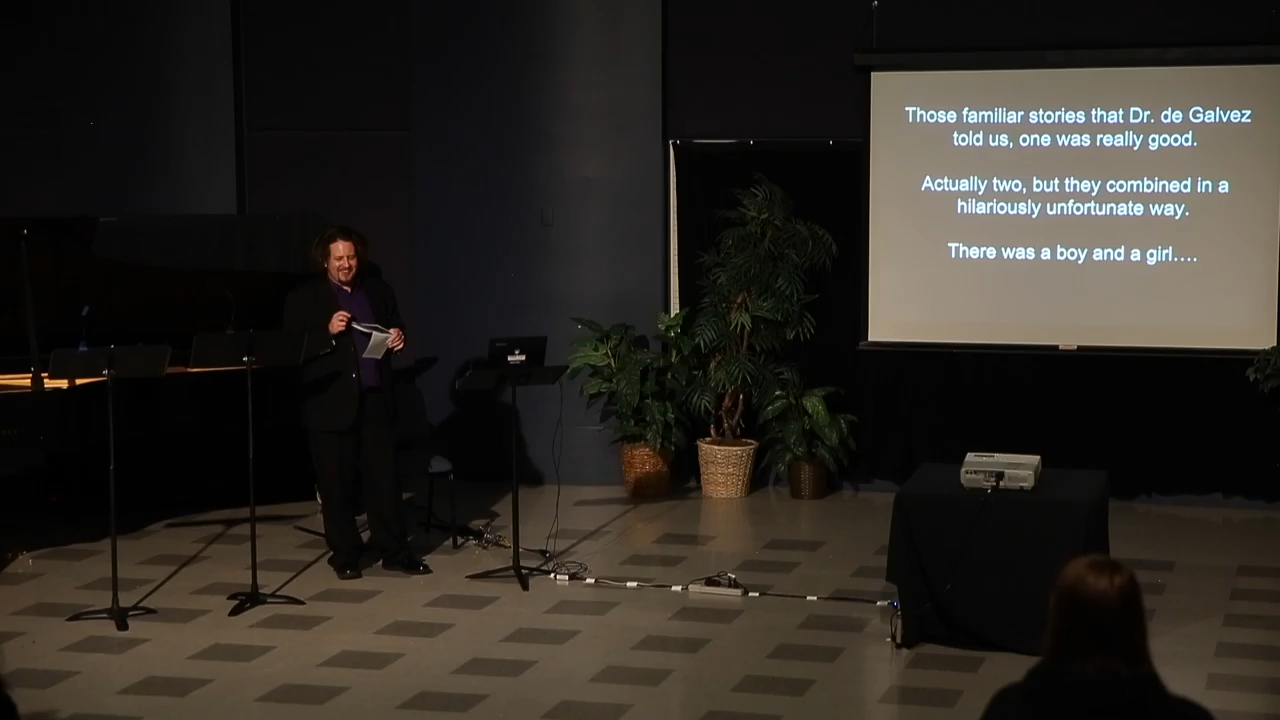 Those familiar stories that Dr. de Galvez
told us, one was really good.
Actually two, but they combined in a
hilariously unfortunate way.
There was a boy and a girl....